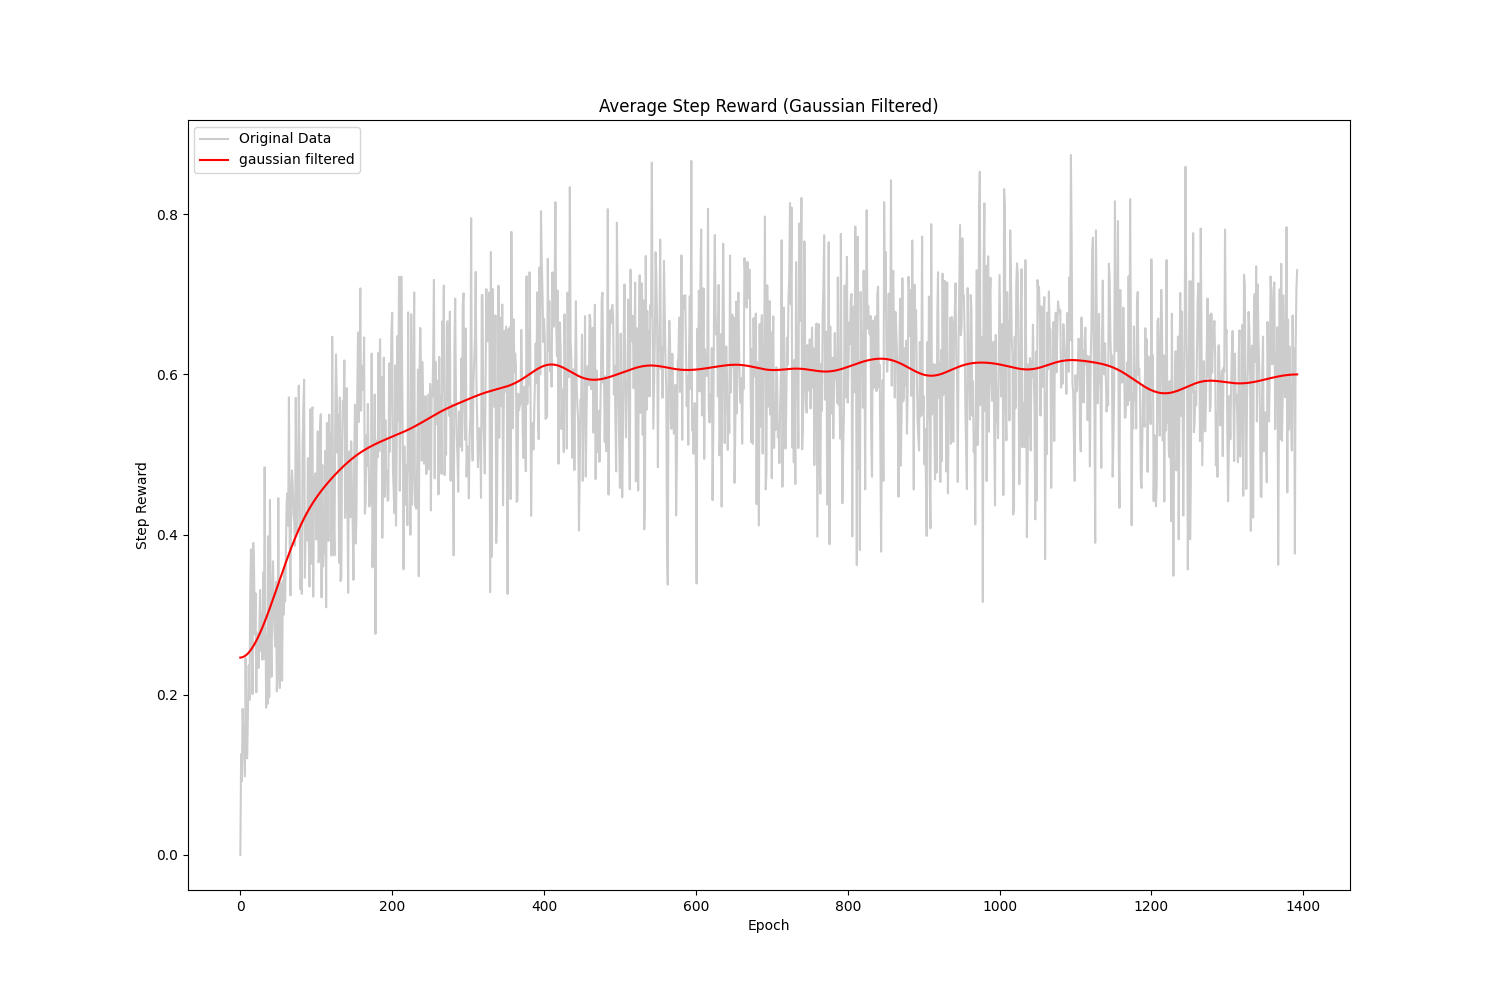 Average Step Reward (Gaussian Filtered)
Original Data
gaussian filtered
Step Reward
0.8
0.6
0.4
0.2
0.0
0 200 400 600 800 1000 1200 1400
Epoch